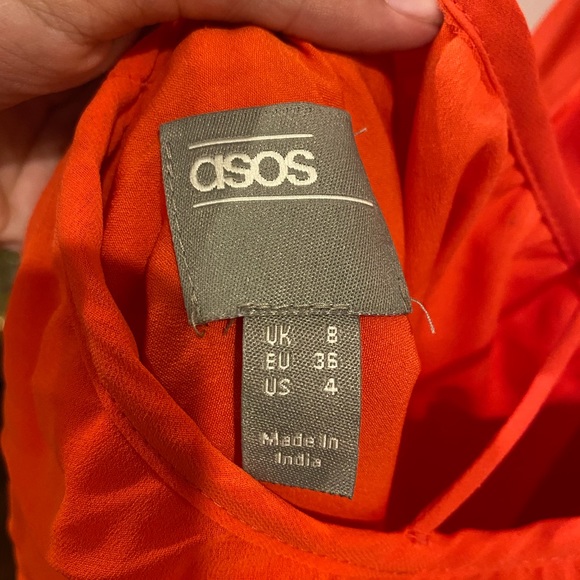 asos
UK 8
EU 36
US 4
Made In
India